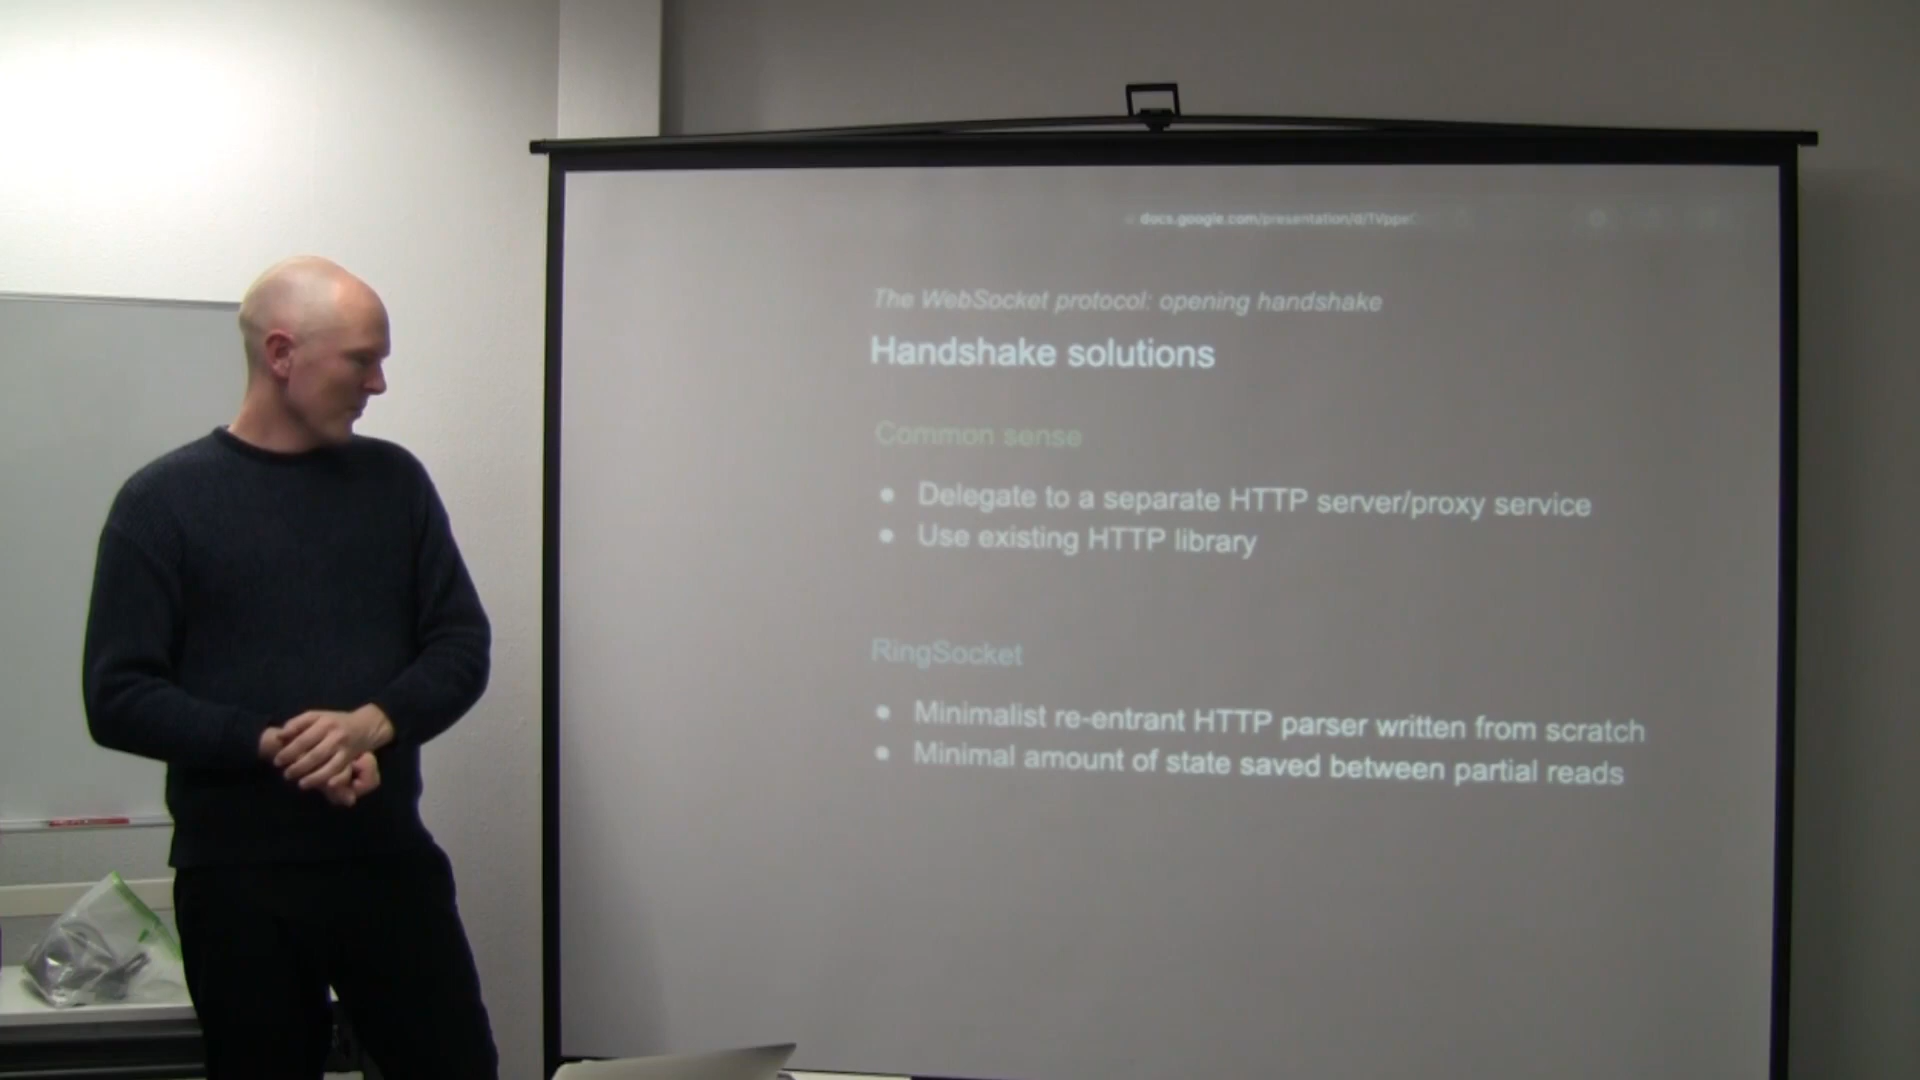 docs.google.com/presentation/d/1Vppe
The WebSocket protocol: opening handshake
Handshake solutions
Common sense
● Delegate to a separate HTTP server/proxy service
● Use existing HTTP library
RingSocket
● Minimalist re-entrant HTTP parser written from scratch
● Minimal amount of state saved between partial reads